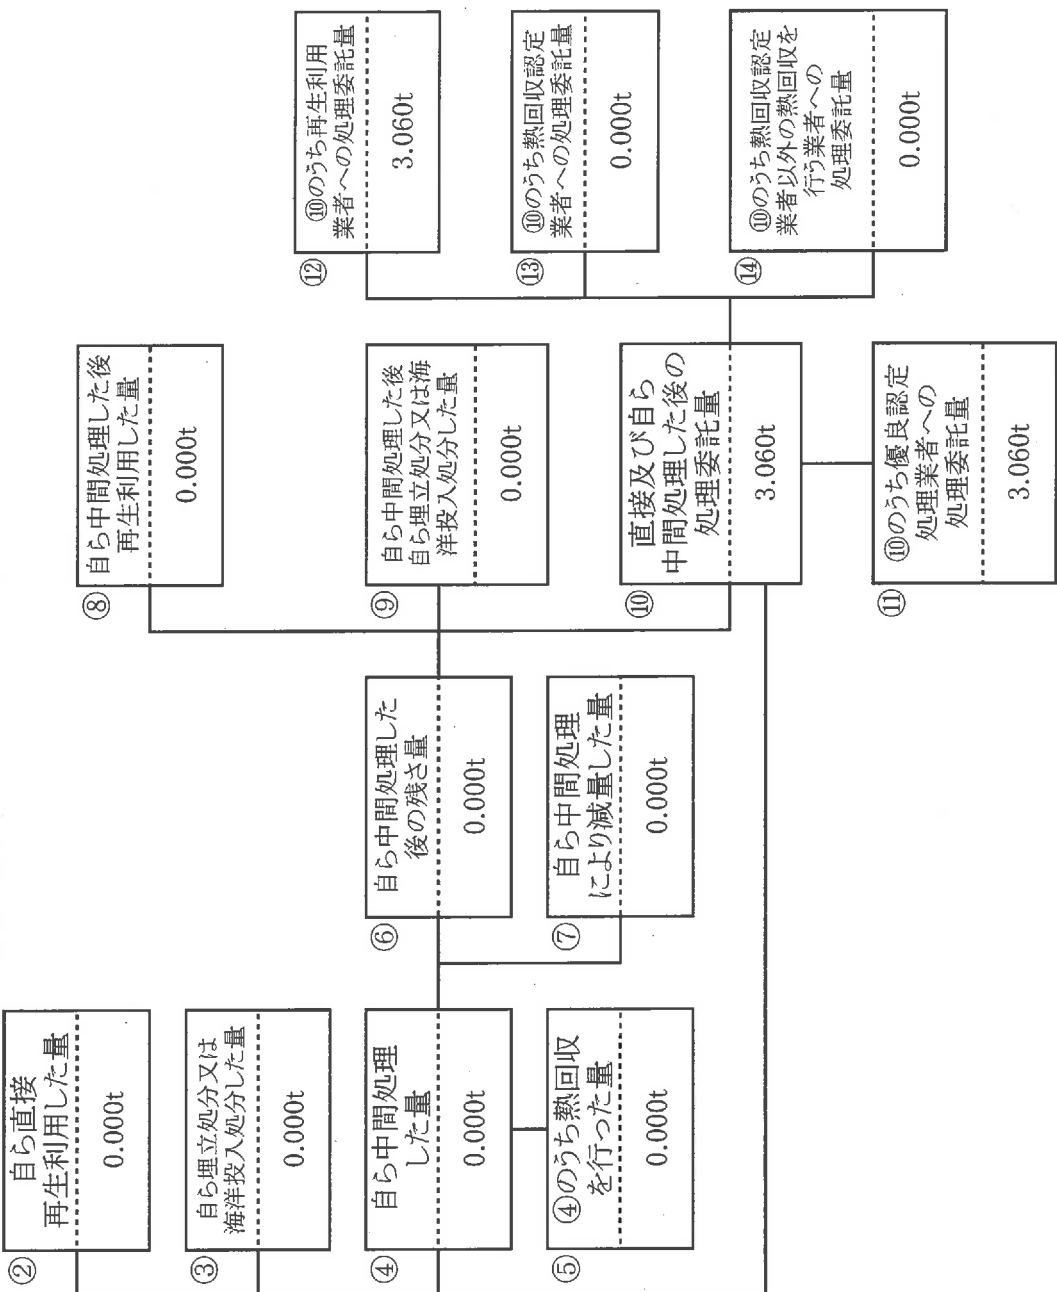 ②
自ら直接
再生利用した量
0.000t
③
自ら埋立処分又は
海洋投入処分した量
0.000t
④
自ら中間処理
した量
0.000t
⑤
④のうち熱回収
を行った量
0.000t
⑥
自ら中間処理した
後の残さ量
0.000t
⑦
自ら中間処理
により減量した量
0.000t
⑧
自ら中間処理した後
再生利用した量
0.000t
⑨
自ら中間処理した後
自ら埋立処分又は海
洋投入処分した量
0.000t
⑩
直接及び自ら
中間処理した後の
処理委託量
3.060t
⑪
⑩のうち優良認定
処理業者への
処理委託量
3.060t
⑫
⑩のうち再生利用
業者への処理委託量
3.060t
⑬
⑩のうち熱回収認定
業者への処理委託量
0.000t
⑭
⑩のうち熱回収認定
業者以外の熱回収を
行う業者への
処理委託量
0.000t